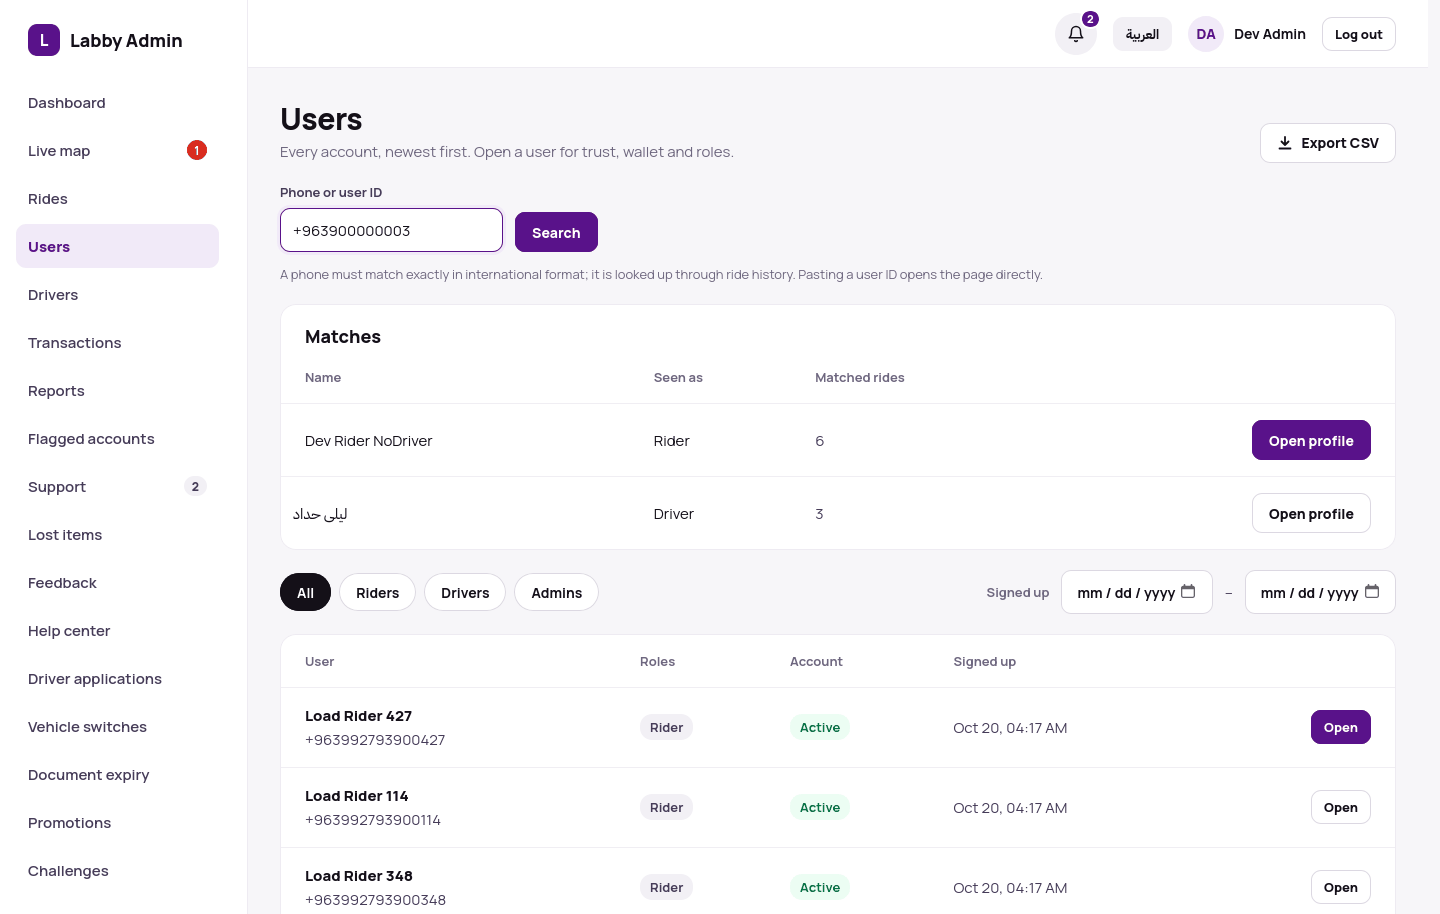 L Labby Admin
Dashboard
Live map 1
Rides
Users
Drivers
Transactions
Reports
Flagged accounts
Support 2
Lost items
Feedback
Help center
Driver applications
Vehicle switches
Document expiry
Promotions
Challenges
2 العربية DA Dev Admin Log out
Users
Every account, newest first. Open a user for trust, wallet and roles.
Export CSV
Phone or user ID
+963900000003 Search
A phone must match exactly in international format; it is looked up through ride history. Pasting a user ID opens the page directly.
Matches
Name Seen as Matched rides
Dev Rider NoDriver Rider 6 Open profile
ليلى حداد Driver 3 Open profile
All Riders Drivers Admins Signed up mm / dd / yyyy – mm / dd / yyyy
User Roles Account Signed up
Load Rider 427
+963992793900427 Rider Active Oct 20, 04:17 AM Open
Load Rider 114
+963992793900114 Rider Active Oct 20, 04:17 AM Open
Load Rider 348
+963992793900348 Rider Active Oct 20, 04:17 AM Open